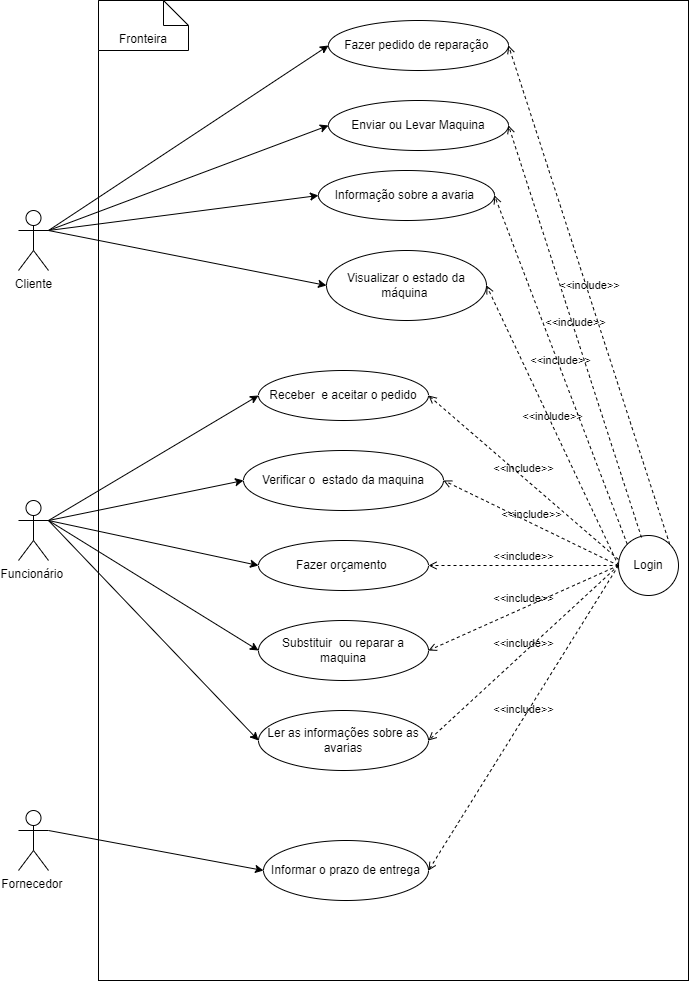 Fronteira
Fazer pedido de reparação
Enviar ou Levar Maquina
Informação sobre a avaria
Cliente
Visualizar o estado da
máquina
<<include>>
<<include>>
<<include>>
<<include>>
Receber e aceitar o pedido
<<include>>
Verificar o estado da maquina
<<include>>
Funcionário
Fazer orçamento
<<include>>
Login
<<include>>
Substituir ou reparar a
maquina
<<include>>
Ler as informações sobre as
avarias
<<include>>
Fornecedor
Informar o prazo de entrega